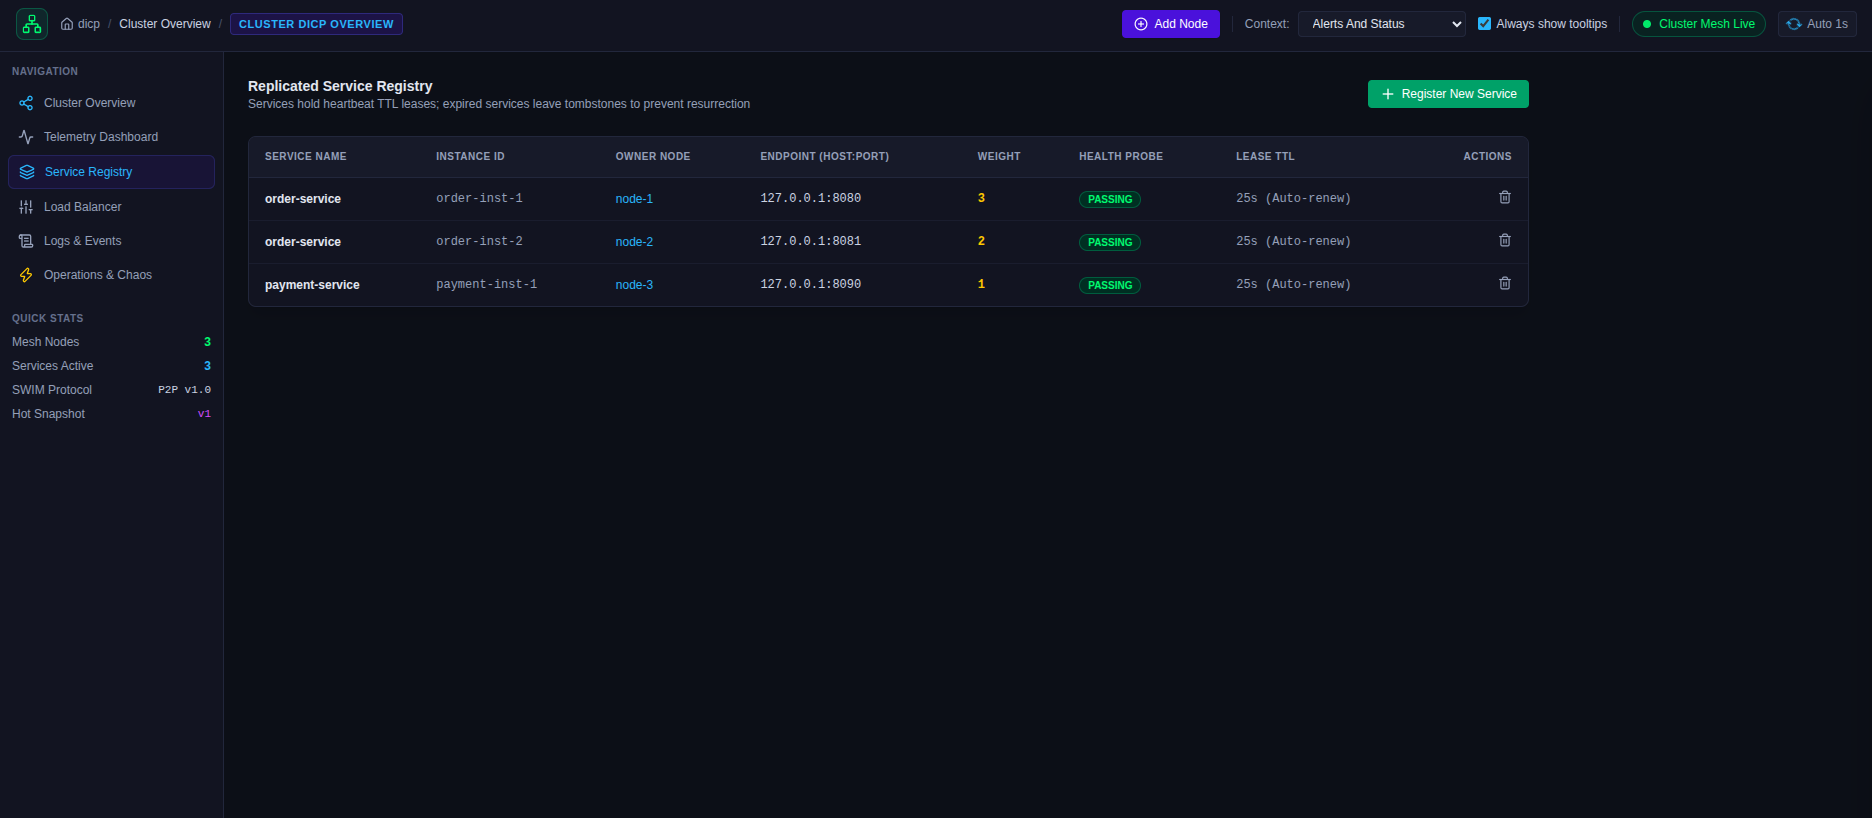 dicp / Cluster Overview / CLUSTER DICP OVERVIEW Add Node Context: Alerts And Status Always show tooltips Cluster Mesh Live Auto 1s
NAVIGATION
Cluster Overview
Telemetry Dashboard
Service Registry
Load Balancer
Logs & Events
Operations & Chaos
QUICK STATS
Mesh Nodes 3
Services Active 3
SWIM Protocol P2P v1.0
Hot Snapshot v1
Replicated Service Registry
Services hold heartbeat TTL leases; expired services leave tombstones to prevent resurrection
Register New Service
SERVICE NAME INSTANCE ID OWNER NODE ENDPOINT (HOST:PORT) WEIGHT HEALTH PROBE LEASE TTL ACTIONS
order-service order-inst-1 node-1 127.0.0.1:8080 3 PASSING 25s (Auto-renew)
order-service order-inst-2 node-2 127.0.0.1:8081 2 PASSING 25s (Auto-renew)
payment-service payment-inst-1 node-3 127.0.0.1:8090 1 PASSING 25s (Auto-renew)